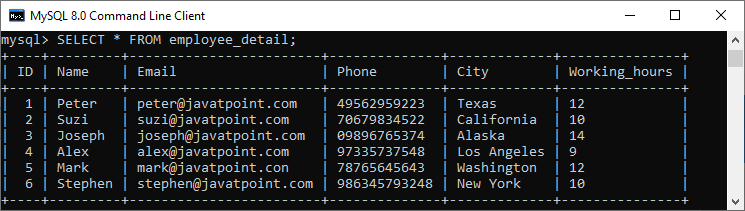 MySQL 8.0 Command Line Client
mysql> SELECT * FROM employee_detail;
+----+---------+------------------------+--------------+-------------+---------------+
| ID | Name    | Email                  | Phone        | City        | Working_hours |
+----+---------+------------------------+--------------+-------------+---------------+
|  1 | Peter   | peter@javatpoint.com   | 49562959223  | Texas       | 12            |
|  2 | Suzi    | suzi@javatpoint.com    | 70679834522  | California  | 10            |
|  3 | Joseph  | joseph@javatpoint.com  | 09896765374  | Alaska      | 14            |
|  4 | Alex    | alex@javatpoint.com    | 97335737548  | Los Angeles | 9             |
|  5 | Mark    | mark@javatpoint.con    | 78765645643  | Washington  | 12            |
|  6 | Stephen | stephen@javatpoint.com | 986345793248 | New York    | 10            |
+----+---------+------------------------+--------------+-------------+---------------+